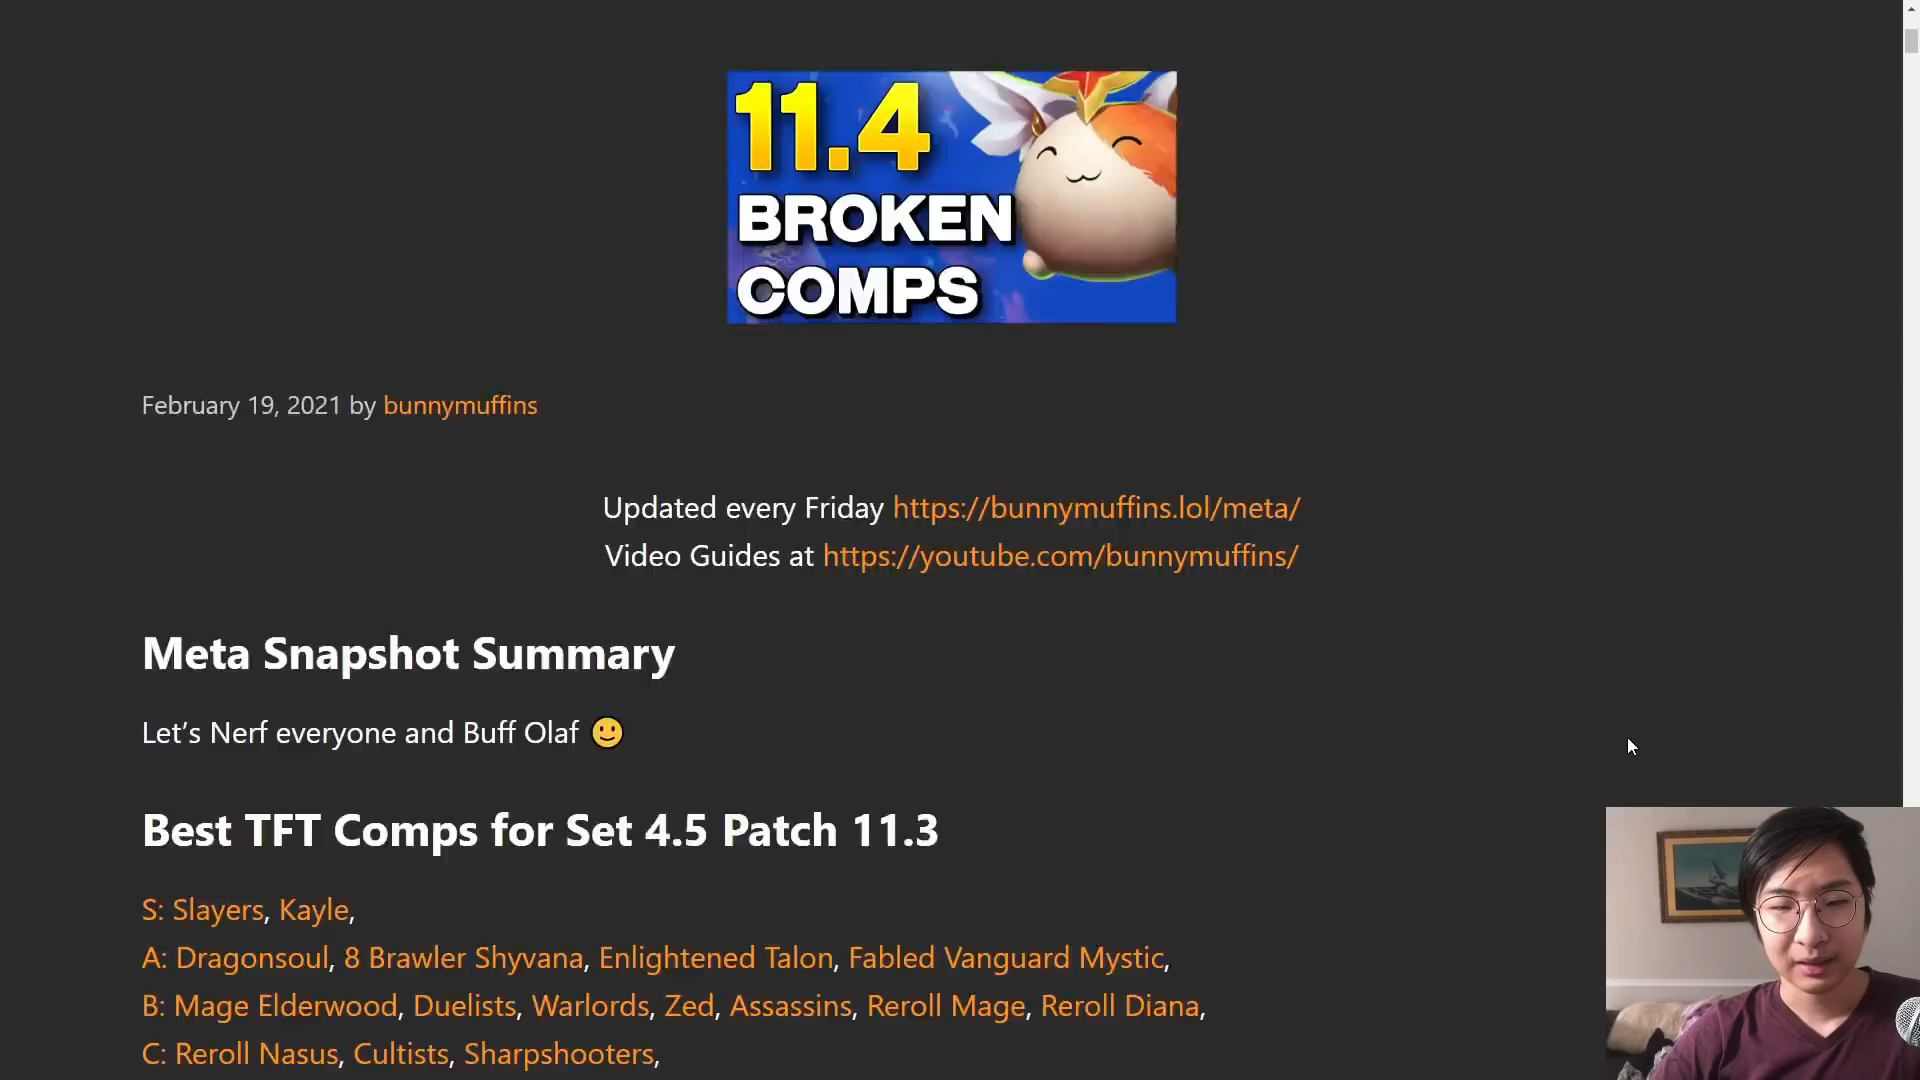 11.4
BROKEN
COMPS
February 19, 2021 by bunnymuffins
Updated every Friday https://bunnymuffins.lol/meta/
Video Guides at https://youtube.com/bunnymuffins/
Meta Snapshot Summary
Let’s Nerf everyone and Buff Olaf 🙂
Best TFT Comps for Set 4.5 Patch 11.3
S: Slayers, Kayle,
A: Dragonsoul, 8 Brawler Shyvana, Enlightened Talon, Fabled Vanguard Mystic,
B: Mage Elderwood, Duelists, Warlords, Zed, Assassins, Reroll Mage, Reroll Diana,
C: Reroll Nasus, Cultists, Sharpshooters,